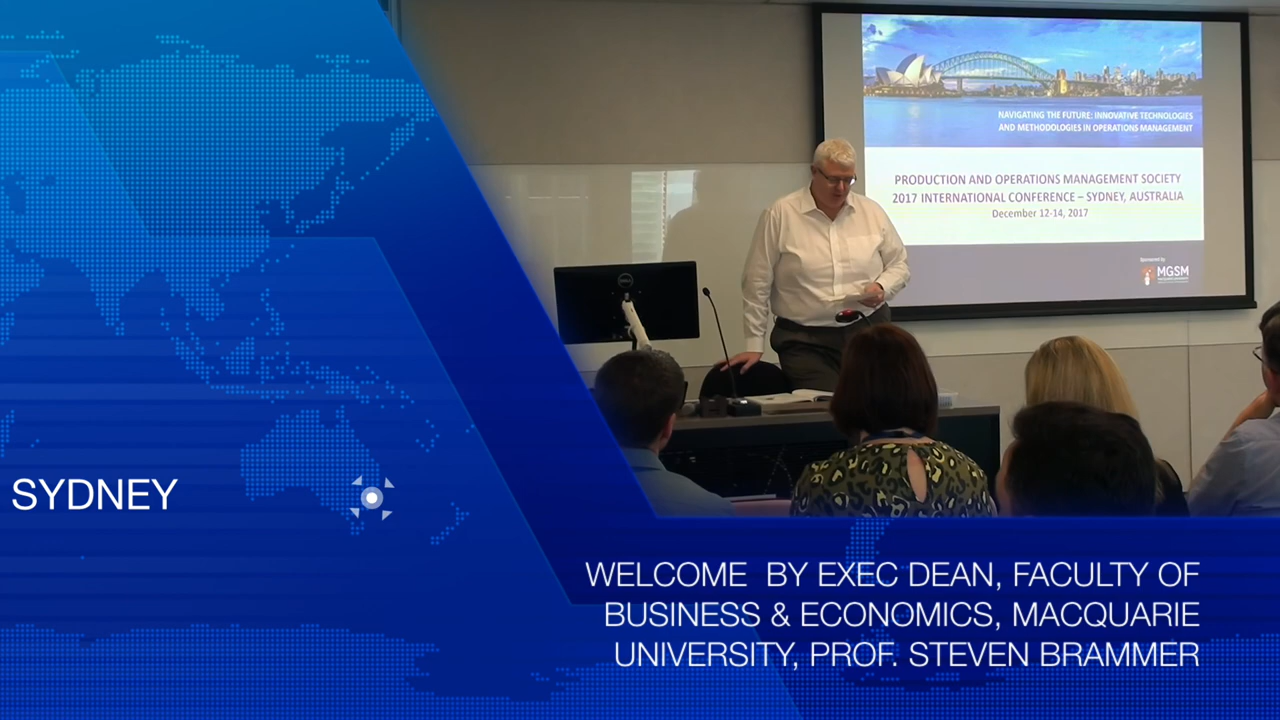 NAVIGATING THE FUTURE: INNOVATIVE TECHNOLOGIES
AND METHODOLOGIES IN OPERATIONS MANAGEMENT
PRODUCTION AND OPERATIONS MANAGEMENT SOCIETY
2017 INTERNATIONAL CONFERENCE – SYDNEY, AUSTRALIA
December 12-14, 2017
Sponsored by
MGSM
SYDNEY
WELCOME BY EXEC DEAN, FACULTY OF
BUSINESS & ECONOMICS, MACQUARIE
UNIVERSITY, PROF. STEVEN BRAMMER